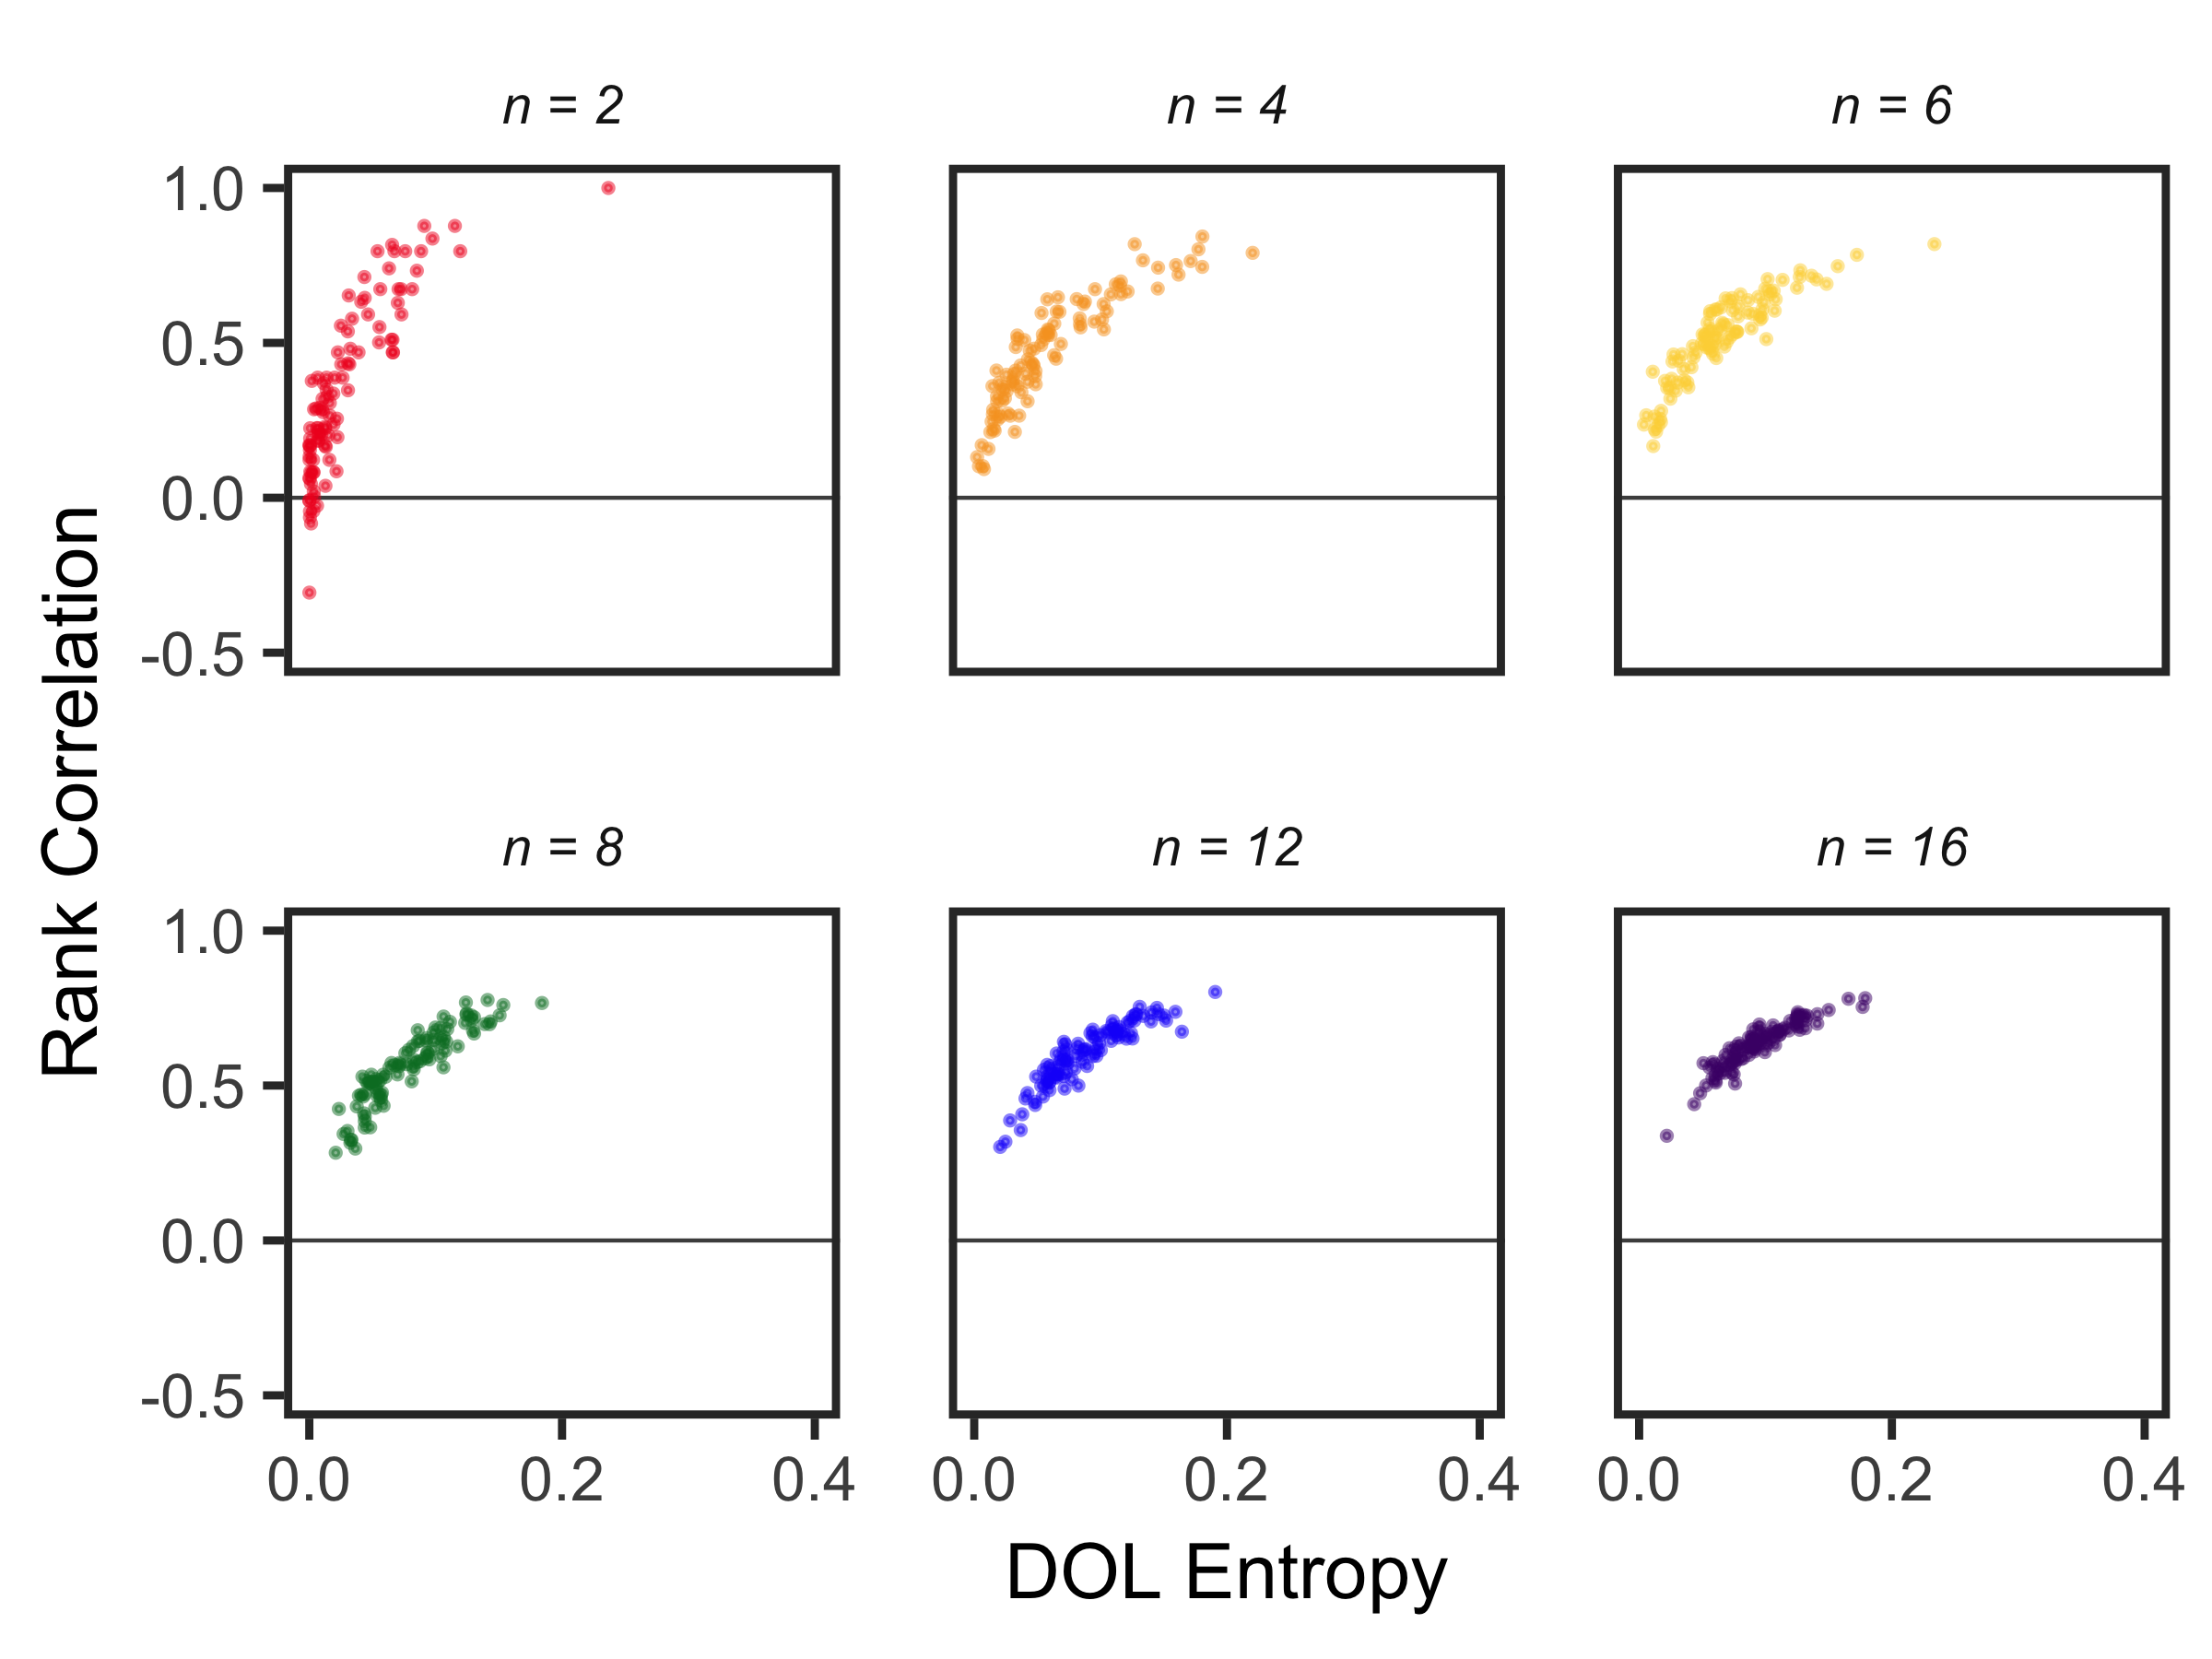 n = 2
n = 4
n = 6
1.0
0.5
0.0
-0.5
Rank Correlation
n = 8
n = 12
n = 16
1.0
0.5
0.0
-0.5
0.0 0.2 0.4 0.0 0.2 0.4 0.0 0.2 0.4
DOL Entropy